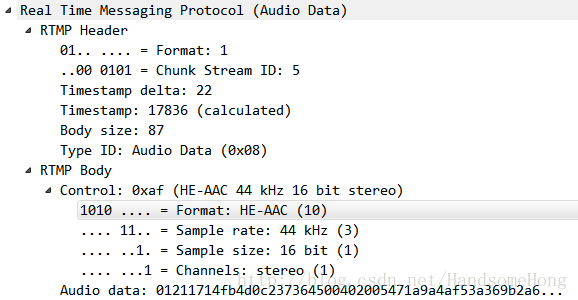 Real Time Messaging Protocol (Audio Data)
RTMP Header
01.. .... = Format: 1
..00 0101 = Chunk Stream ID: 5
Timestamp delta: 22
Timestamp: 17836 (calculated)
Body size: 87
Type ID: Audio Data (0x08)
RTMP Body
Control: 0xaf (HE-AAC 44 kHz 16 bit stereo)
1010 .... = Format: HE-AAC (10)
.... 11.. = Sample rate: 44 kHz (3)
.... ..1. = Sample size: 16 bit (1)
.... ...1 = Channels: stereo (1)
http://blog.csdn.net/HandsomeHong
Audio data: 01211714fb4d0c237364500402005471a9a4af53a369b2a6...